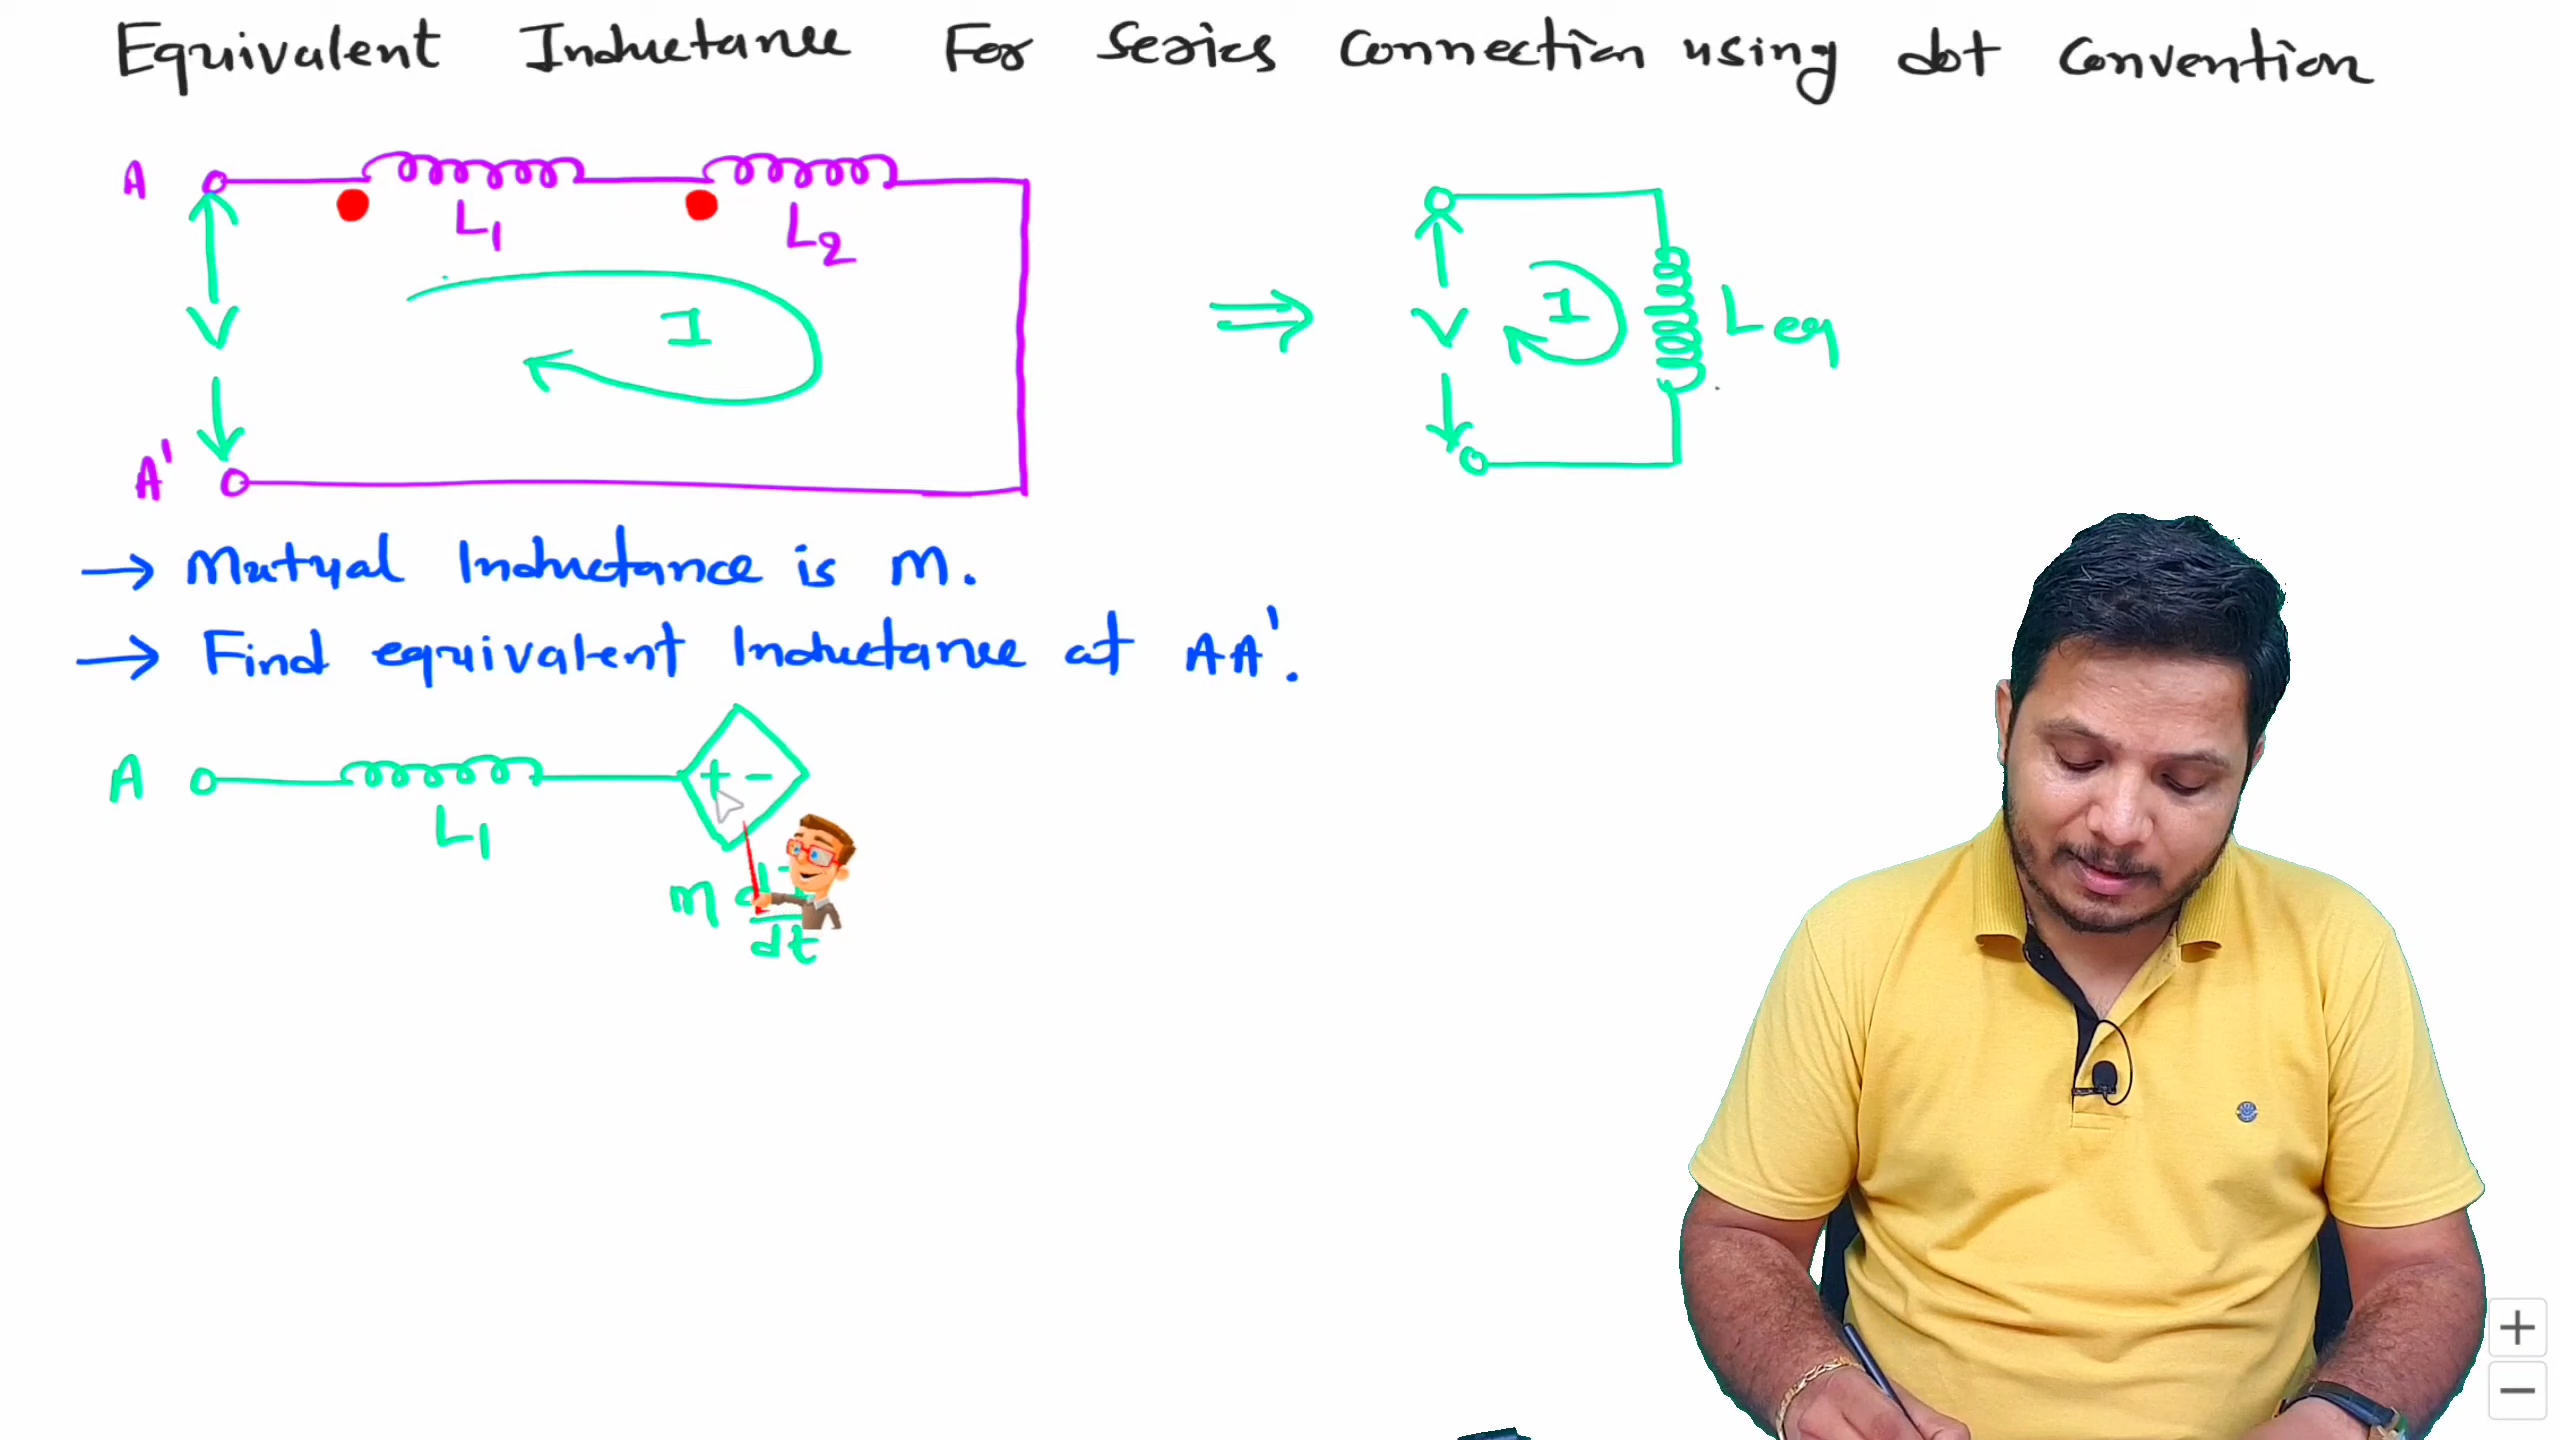 Equivalent Inductance For Series Connection using dot Convention
A
L1
L2
V
I
A'
V
I
Leq
→ Mutual Inductance is M.
→ Find equivalent Inductance at AA'.
A
L1
+ -
M
dt